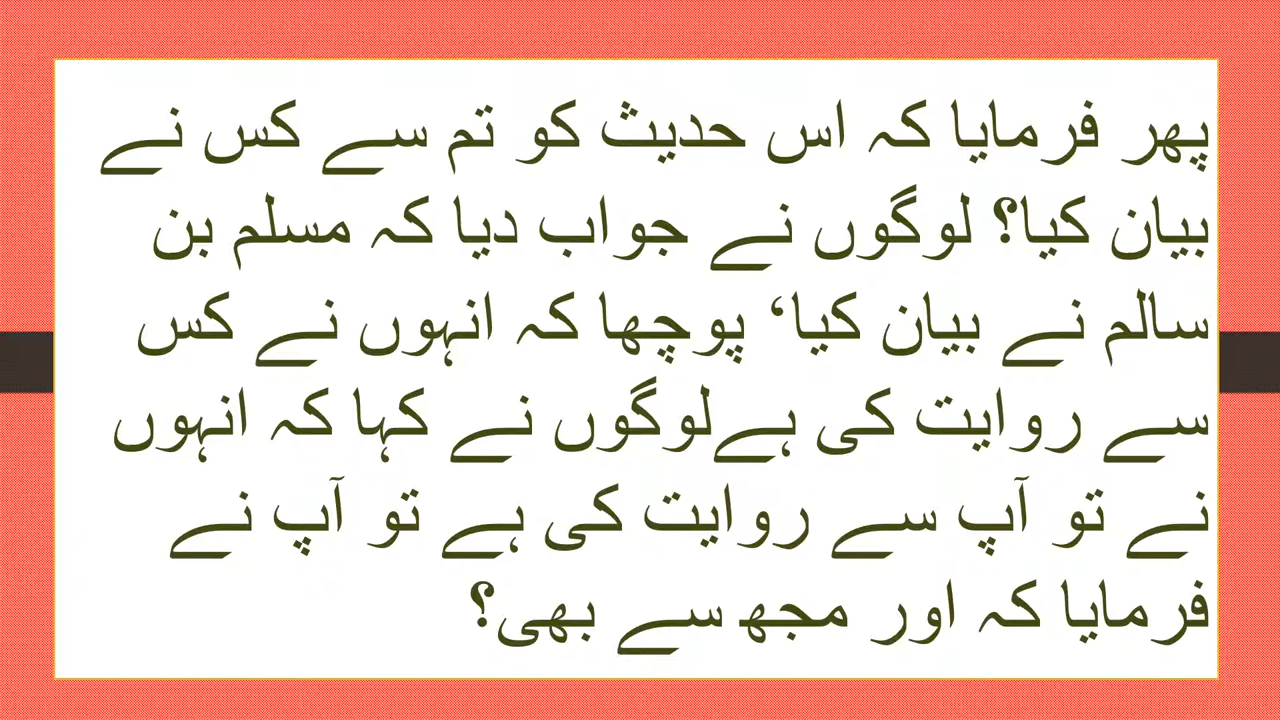 پھر فرمایا کہ اس حدیث کو تم سے کس نے
بیان کیا؟ لوگوں نے جواب دیا کہ مسلم بن
سالم نے بیان کیا‘ پوچھا کہ انہوں نے کس
سے روایت کی ہےلوگوں نے کہا کہ انہوں
نے تو آپ سے روایت کی ہے تو آپ نے
فرمایا کہ اور مجھ سے بھی؟